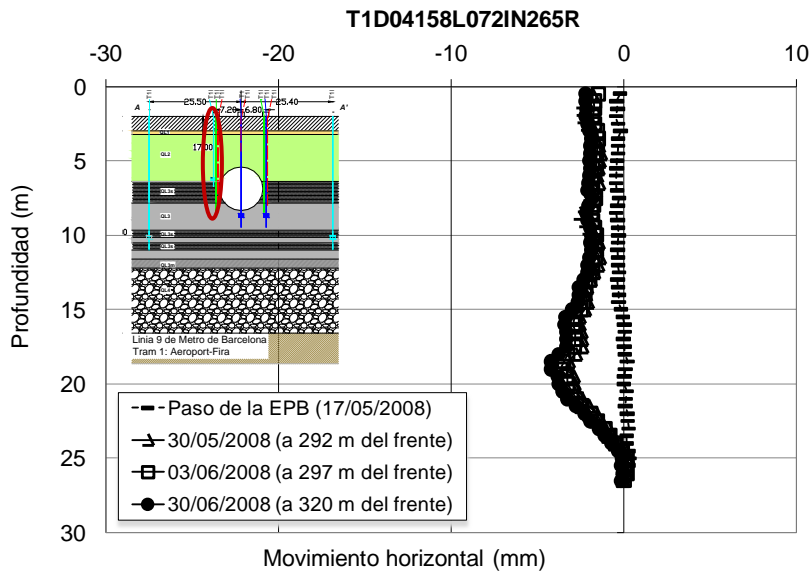 T1D04158L072IN265R
-30
-20
-10
0
10
0
5
10
15
20
25
30
Profundidad (m)
A
A'
25.50
7.20
6.80
25.40
17.00
QL2
QL3
0
Linia 9 de Metro de Barcelona
Tram 1: Aeroport-Fira
Paso de la EPB (17/05/2008)
30/05/2008 (a 292 m del frente)
03/06/2008 (a 297 m del frente)
30/06/2008 (a 320 m del frente)
Movimiento horizontal (mm)